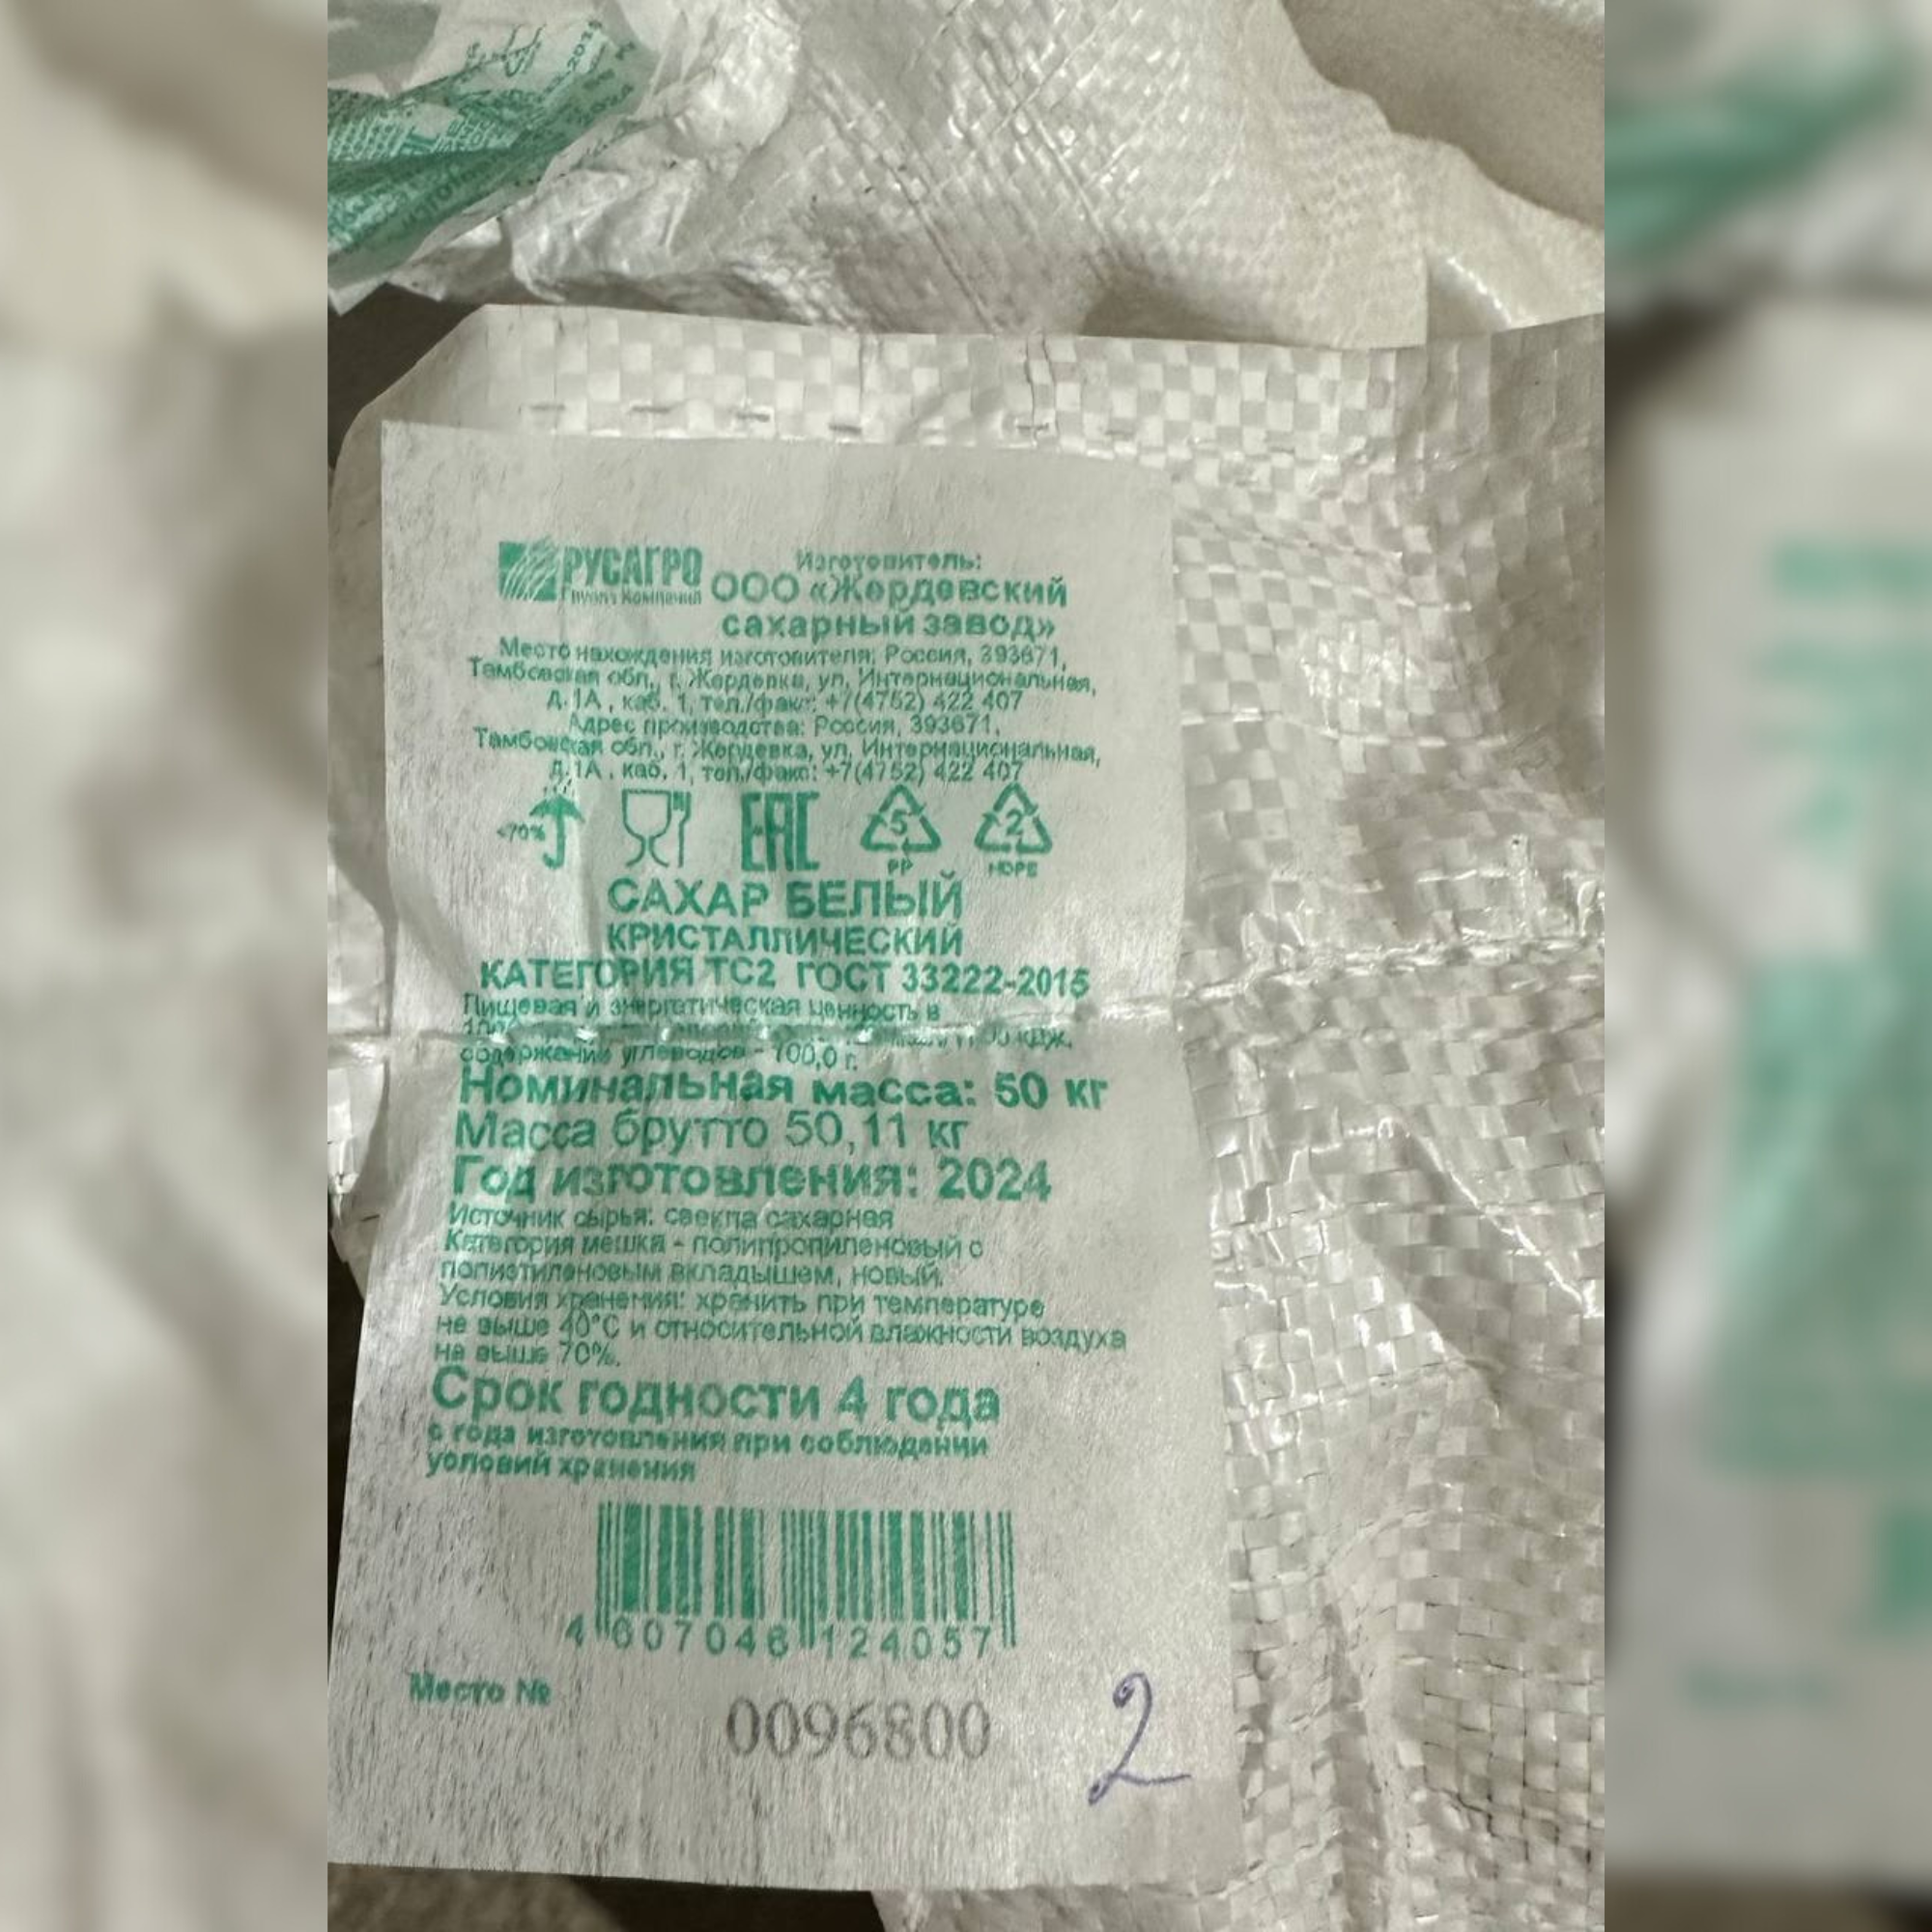 РУСАГРО
Группа Компаний
Изготовитель:
ООО «Жердевский
сахарный завод»
Место нахождения изготовителя: Россия, 393671,
Тамбовская обл., г. Жердевка, ул. Интернациональная,
д.1А , каб. 1, тел./факс: +7(4752) 422 407
Адрес производства: Россия, 393671,
Тамбовская обл., г. Жердевка, ул. Интернациональная,
д.1А , каб. 1, тел./факс: +7(4752) 422 407
<70%
ЕАС
5
PP
2
HDPE
САХАР БЕЛЫЙ
КРИСТАЛЛИЧЕСКИЙ
КАТЕГОРИЯ ТС2 ГОСТ 33222-2015
Пищевая и энергетическая ценность в
кДж,
содержание углеводов - 100,0 г.
Номинальная масса: 50 кг
Масса брутто 50,11 кг
Год изготовления: 2024
Источник сырья: свекла сахарная
Категория мешка - полипропиленовый с
полиэтиленовым вкладышем, новый.
Условия хранения: хранить при температуре
не выше 40°С и относительной влажности воздуха
не выше 70%.
Срок годности 4 года
с года изготовления при соблюдении
условий хранения
4 607046 124057
Место №
0096800
2